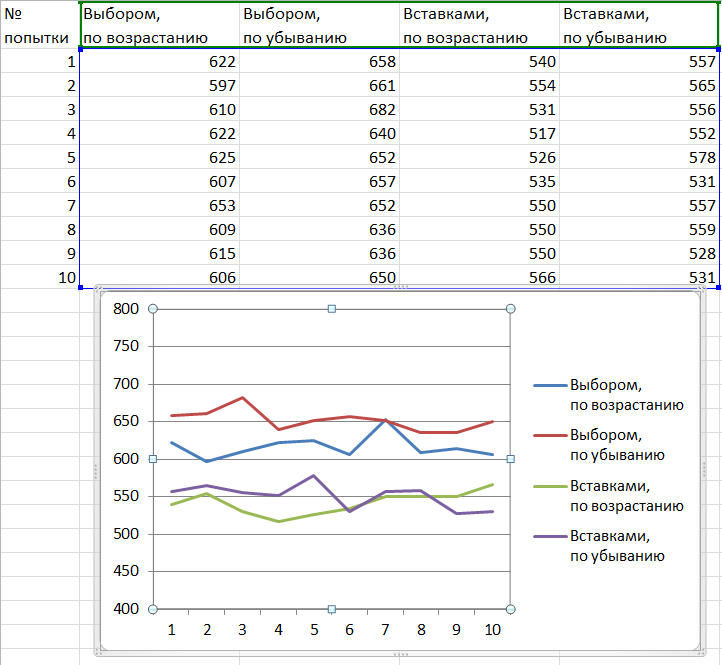 № Выбором, Выбором, Вставками, Вставками,
попытки по возрастанию по убыванию по возрастанию по убыванию
1 622 658 540 557
2 597 661 554 565
3 610 682 531 556
4 622 640 517 552
5 625 652 526 578
6 607 657 535 531
7 653 652 550 557
8 609 636 550 559
9 615 636 550 528
10 606 650 566 531
800
750
700
650
600
550
500
450
400
1 2 3 4 5 6 7 8 9 10
Выбором,
по возрастанию
Выбором,
по убыванию
Вставками,
по возрастанию
Вставками,
по убыванию